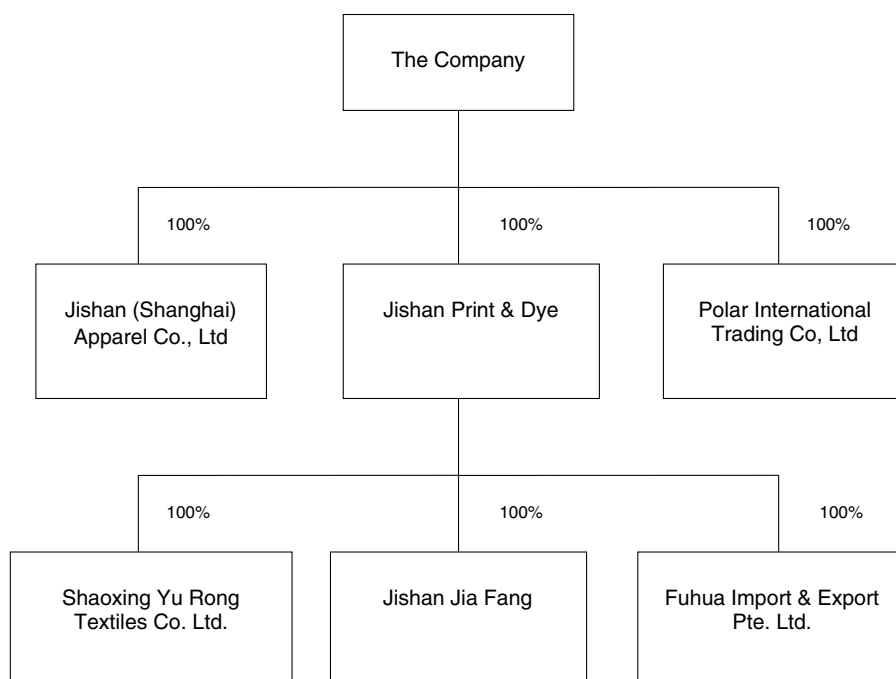 The Company
100%
100%
100%
Jishan (Shanghai)
Apparel Co., Ltd
Jishan Print & Dye
Polar International
Trading Co, Ltd
100%
100%
100%
Shaoxing Yu Rong
Textiles Co. Ltd.
Jishan Jia Fang
Fuhua Import & Export
Pte. Ltd.